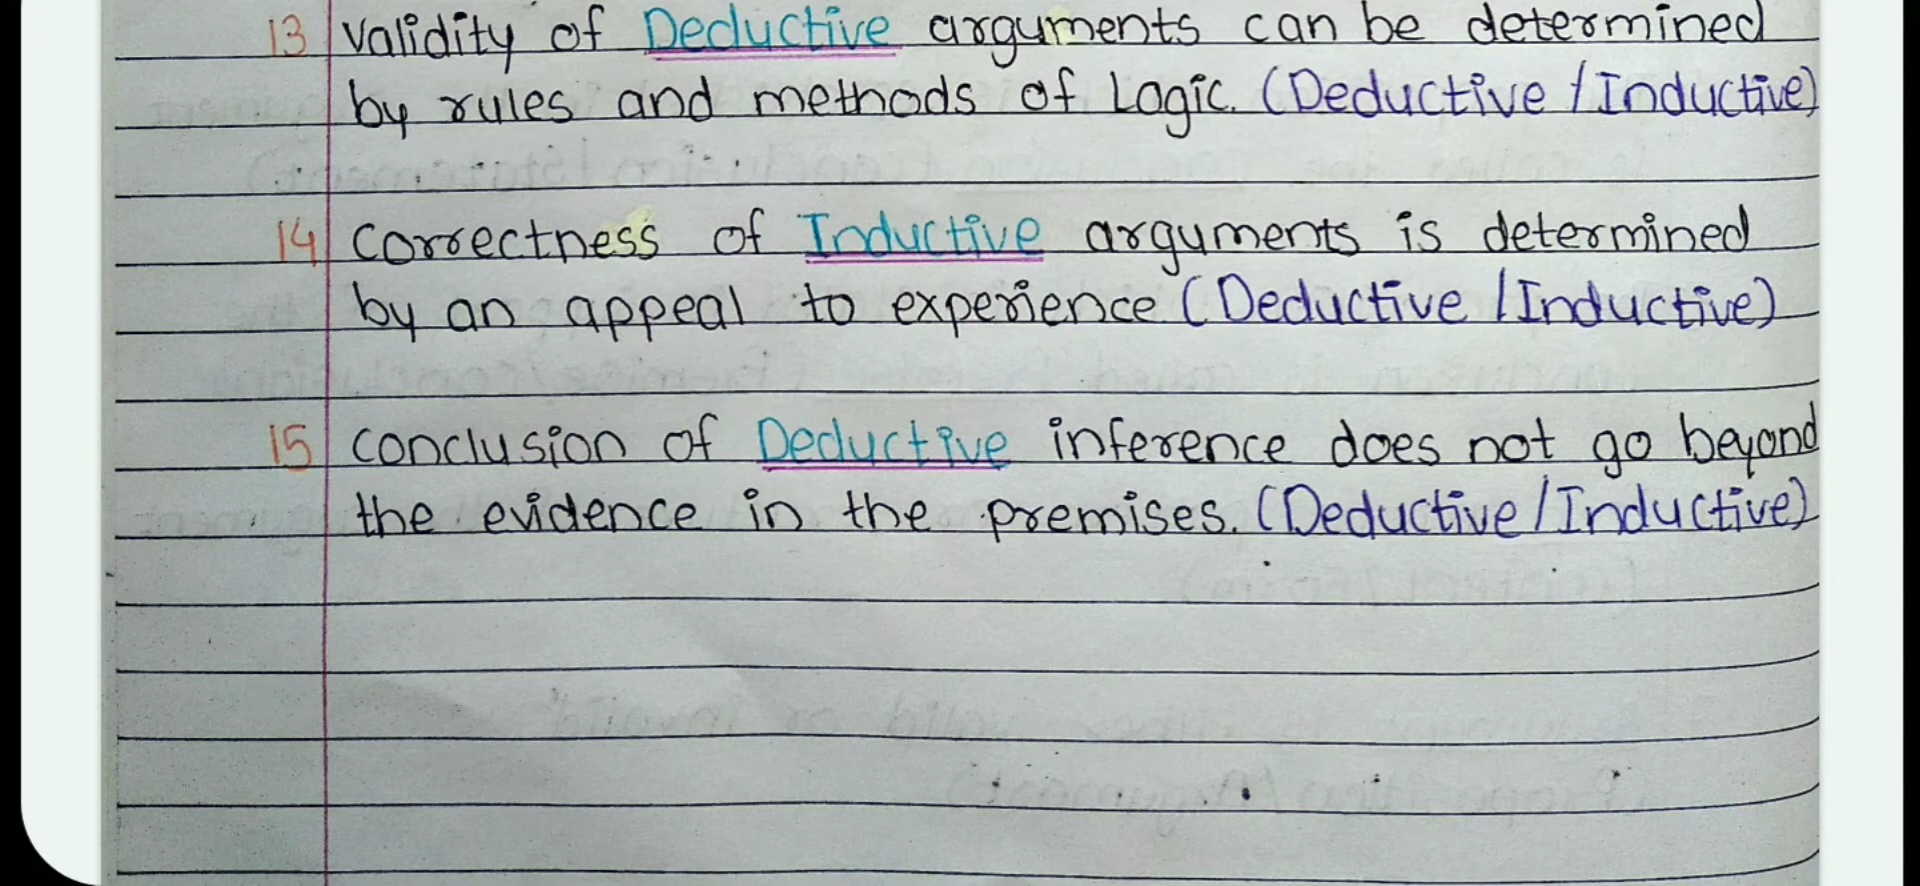 13 Validity of Deductive arguments can be determined
by rules and methods of Logic. (Deductive / Inductive)
14 Correctness of Inductive arguments is determined
by an appeal to experience (Deductive / Inductive)
15 Conclusion of Deductive inference does not go beyond
the evidence in the premises. (Deductive / Inductive)